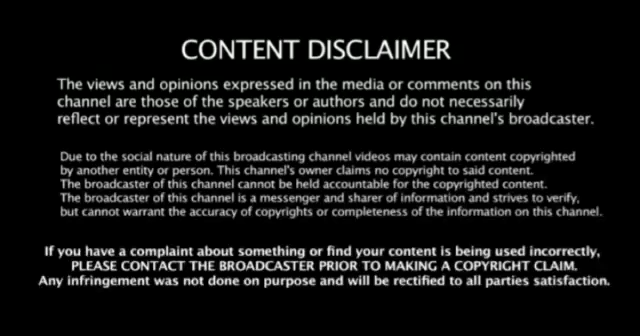 CONTENT DISCLAIMER
The views and opinions expressed in the media or comments on this
channel are those of the speakers or authors and do not necessarily
reflect or represent the views and opinions held by this channel's broadcaster.
Due to the social nature of this broadcasting channel videos may contain content copyrighted
by another entity or person. This channel's owner claims no copyright to said content.
The broadcaster of this channel cannot be held accountable for the copyrighted content.
The broadcaster of this channel is a messenger and sharer of information and strives to verify,
but cannot warrant the accuracy of copyrights or completeness of the information on this channel.
If you have a complaint about something or find your content is being used incorrectly,
PLEASE CONTACT THE BROADCASTER PRIOR TO MAKING A COPYRIGHT CLAIM.
Any infringement was not done on purpose and will be rectified to all parties satisfaction.